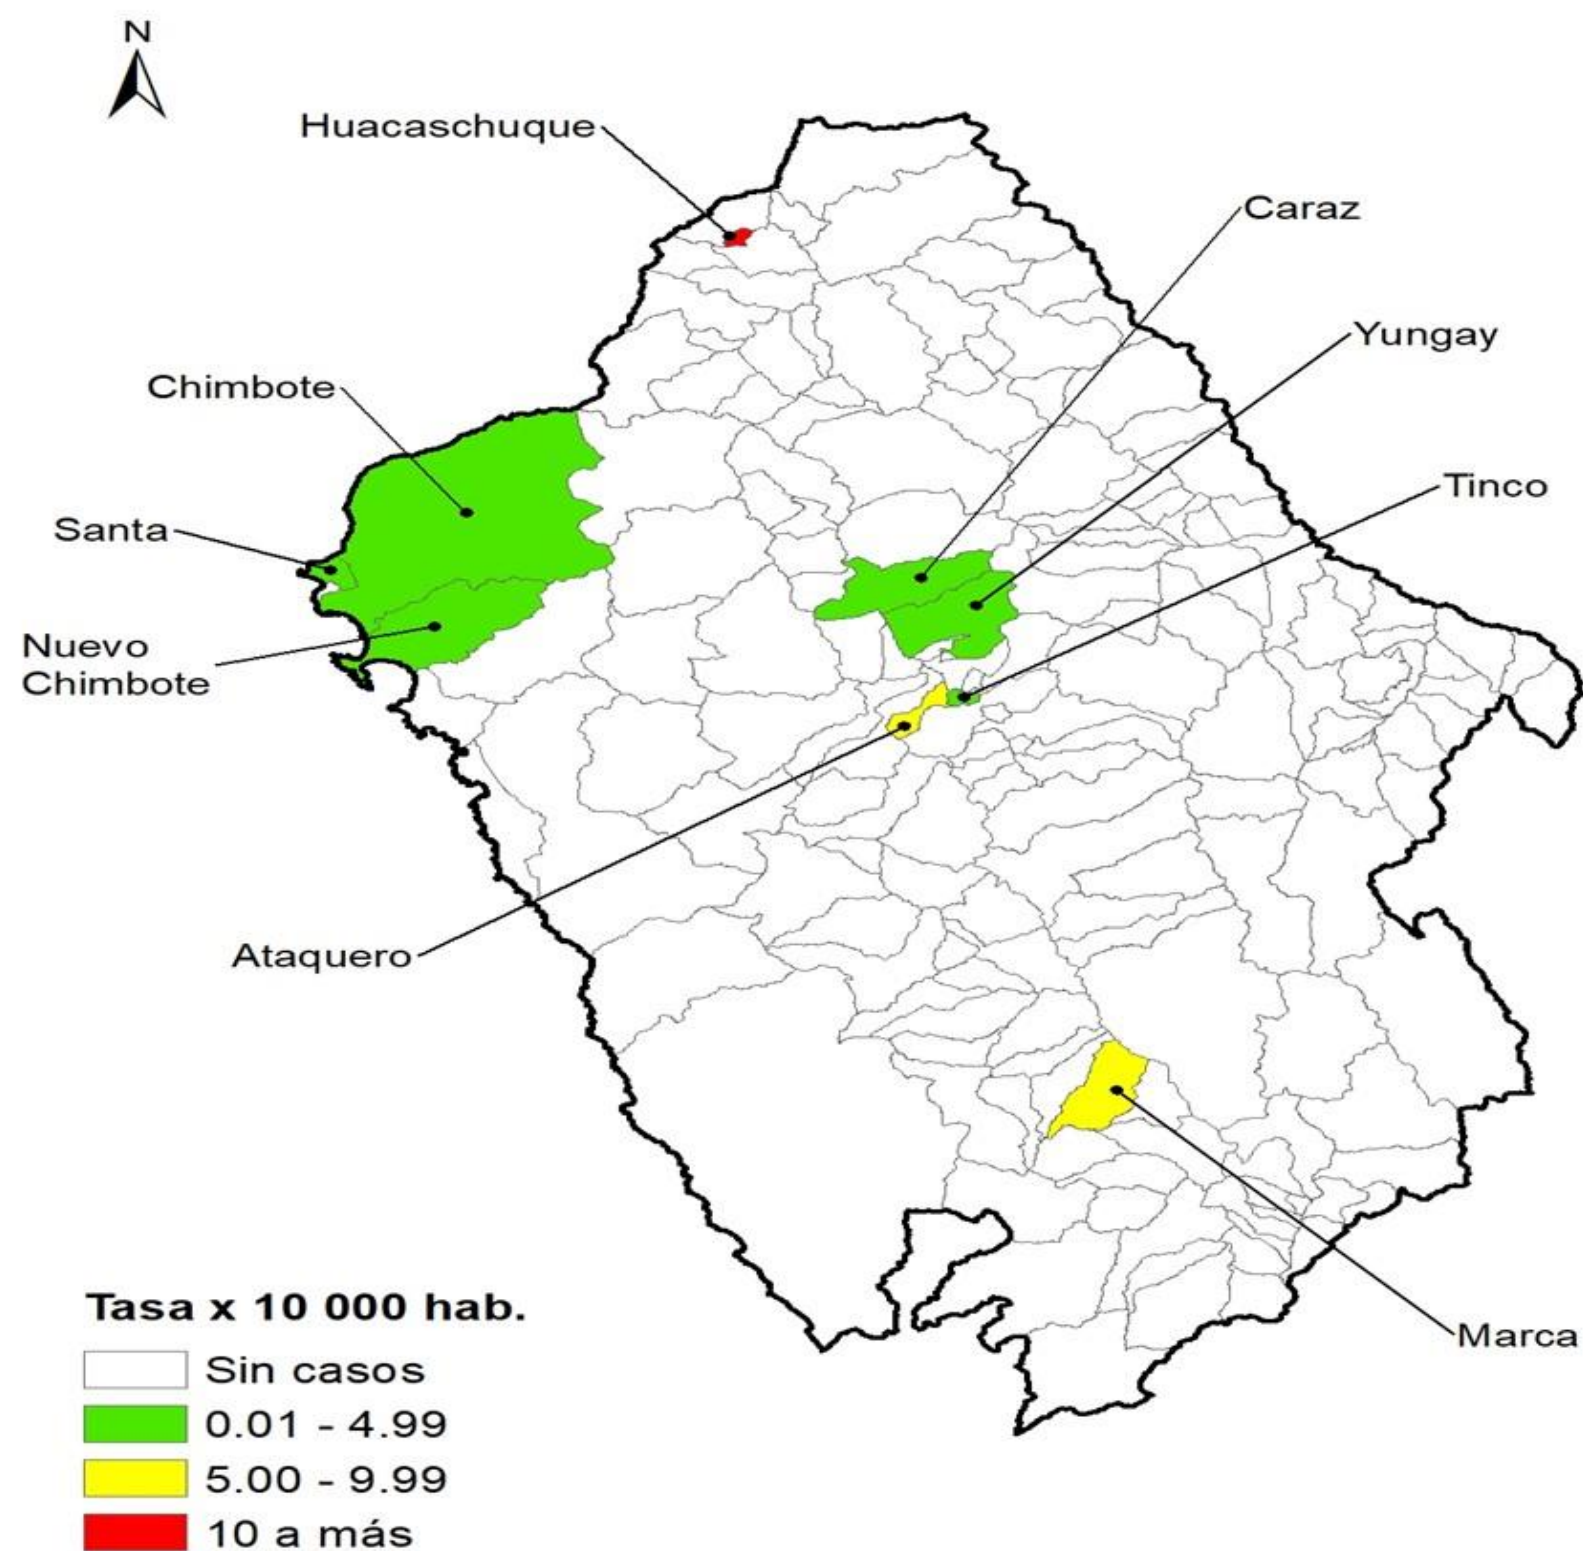 N
Huacaschuque
Caraz
Yungay
Chimbote
Tinco
Santa
Nuevo
Chimbote
Ataquero
Marca
Tasa x 10 000 hab.
Sin casos
0.01 - 4.99
5.00 - 9.99
10 a más